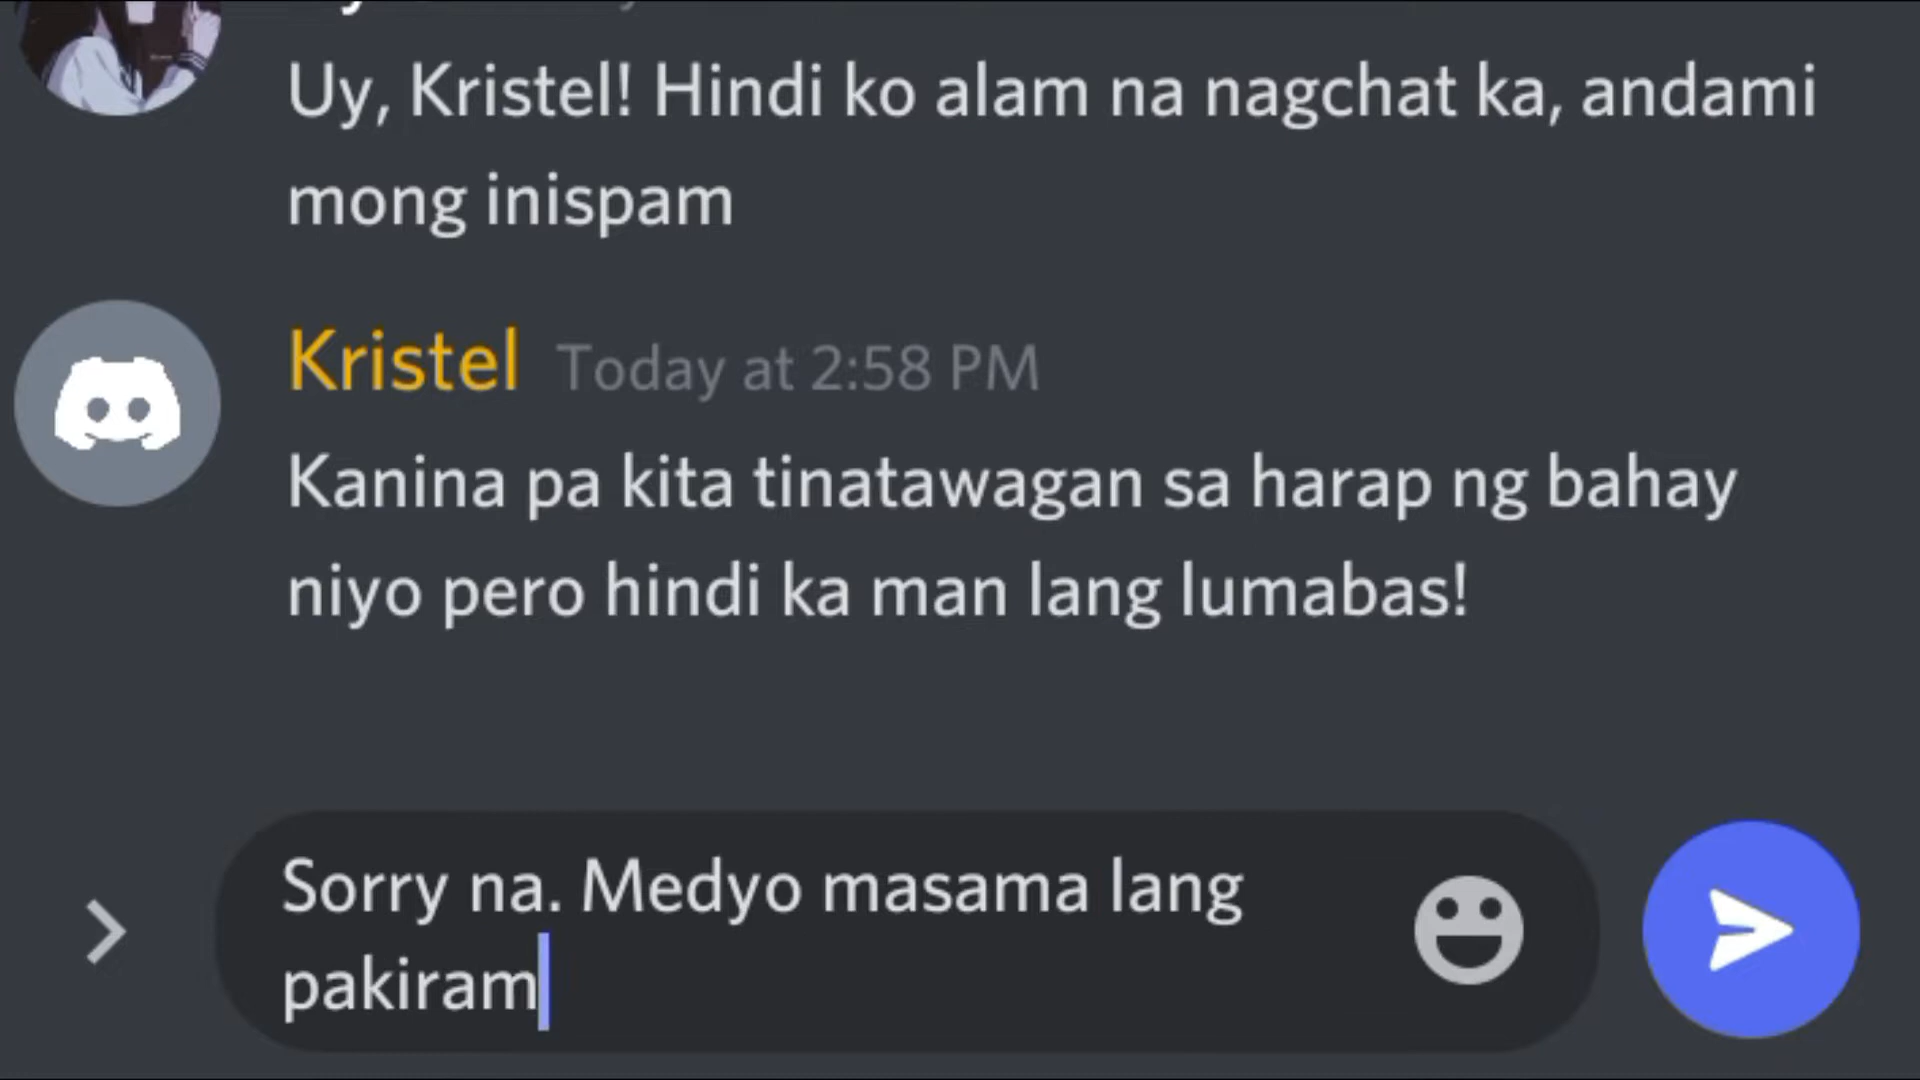 Uy, Kristel! Hindi ko alam na nagchat ka, andami
mong inispam
Kristel Today at 2:58 PM
Kanina pa kita tinatawagan sa harap ng bahay
niyo pero hindi ka man lang lumabas!
Sorry na. Medyo masama lang
pakiram